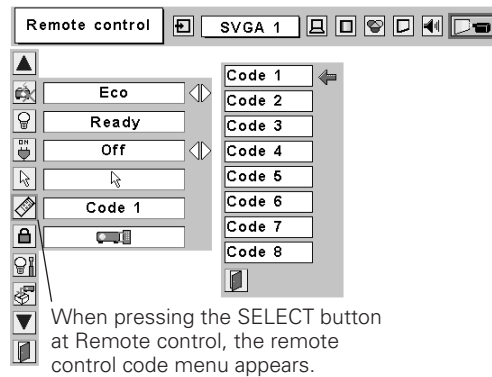 Remote control
SVGA 1
Eco
Ready
ON
Off
Code 1
Code 1
Code 2
Code 3
Code 4
Code 5
Code 6
Code 7
Code 8
When pressing the SELECT button
at Remote control, the remote
control code menu appears.